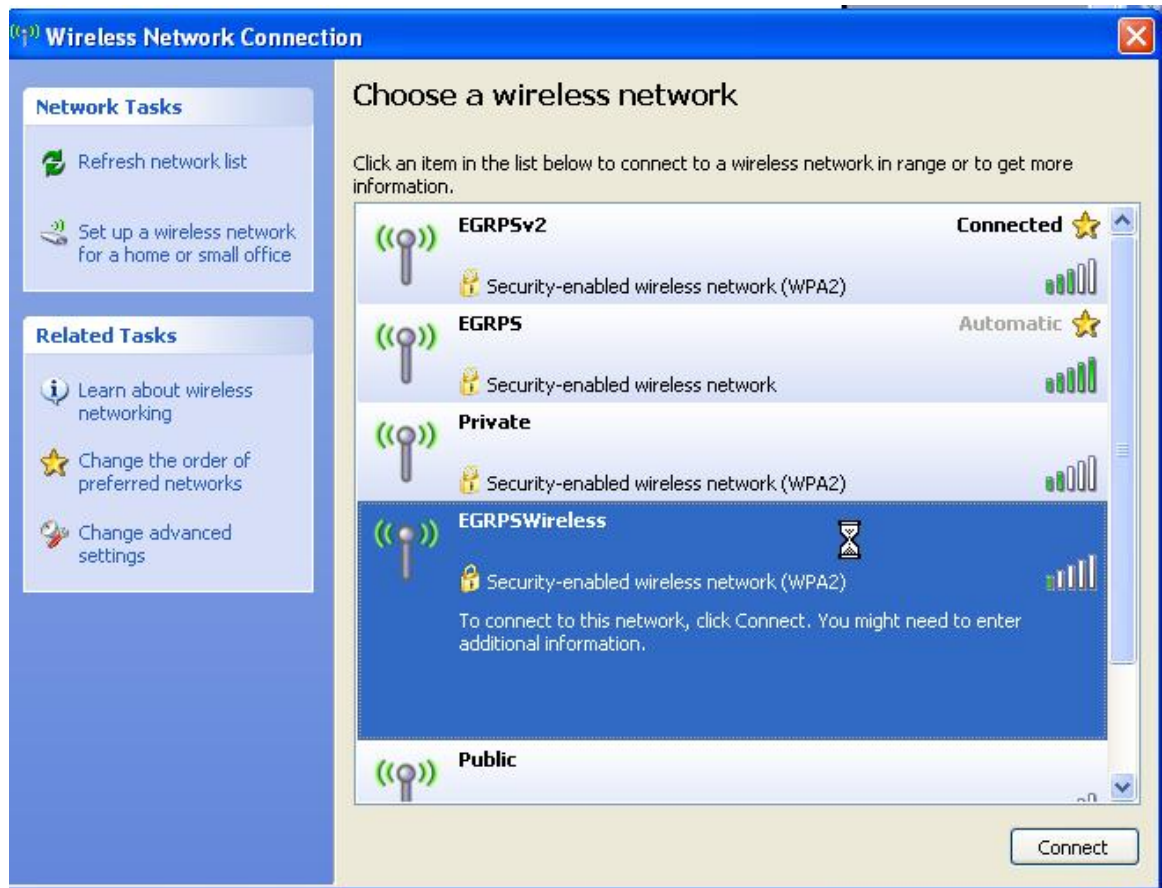 Wireless Network Connection
Network Tasks
Refresh network list
Set up a wireless network
for a home or small office
Related Tasks
Learn about wireless
networking
Change the order of
preferred networks
Change advanced
settings
Choose a wireless network
Click an item in the list below to connect to a wireless network in range or to get more
information.
EGRPSv2
Connected
Security-enabled wireless network (WPA2)
EGRPS
Automatic
Security-enabled wireless network
Private
Security-enabled wireless network (WPA2)
EGRPSWireless
Security-enabled wireless network (WPA2)
To connect to this network, click Connect. You might need to enter
additional information.
Public
Connect